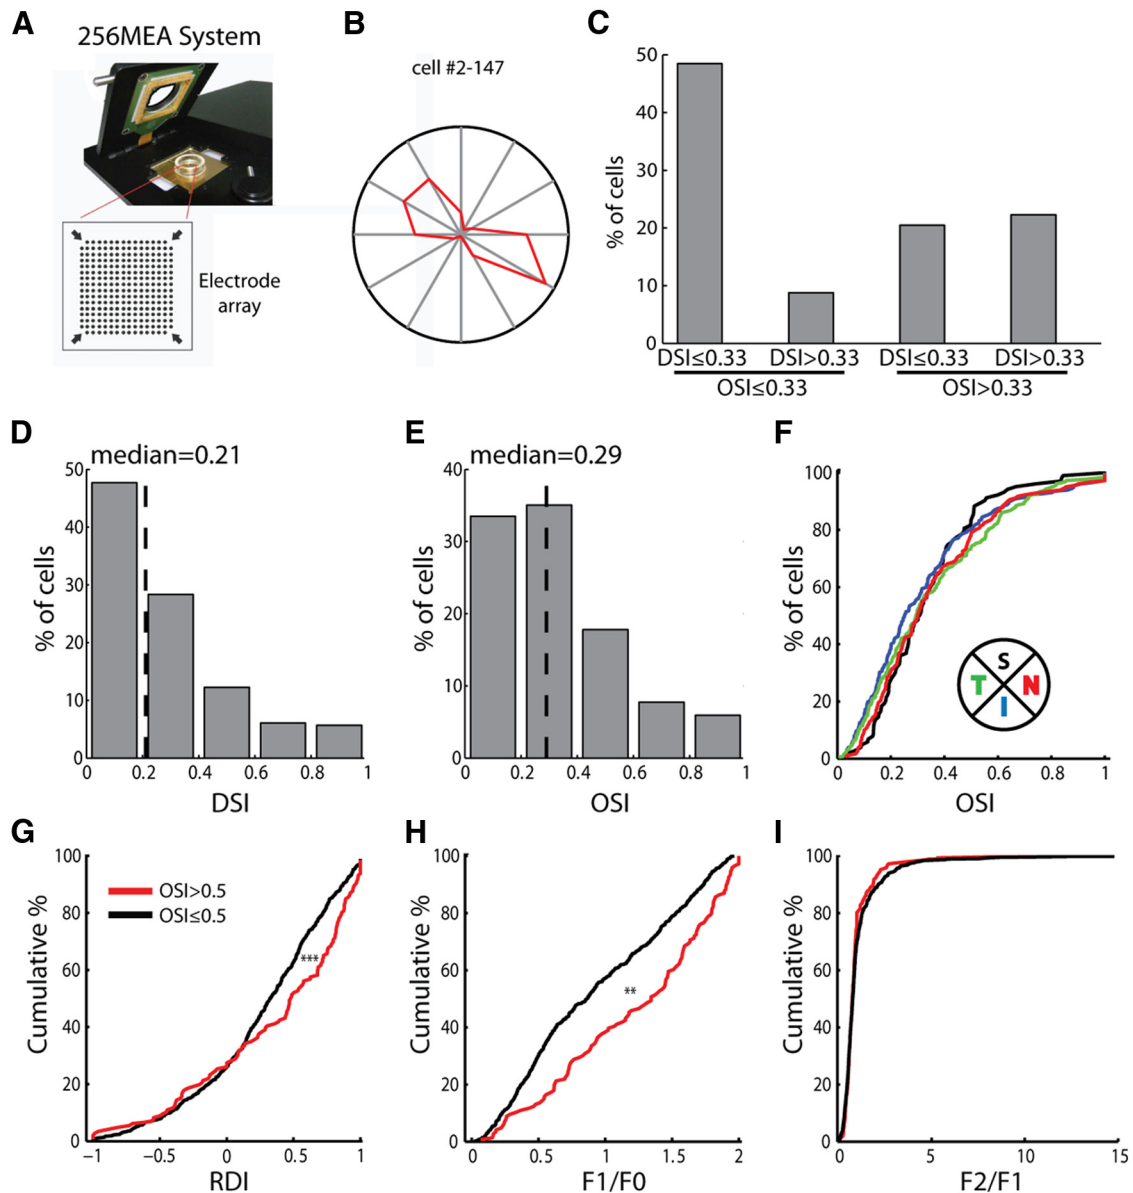 A
256MEA System
Electrode
array
B
cell #2-147
C
% of cells
50
40
30
20
10
0
DSI≤0.33 DSI>0.33 DSI≤0.33 DSI>0.33
OSI≤0.33 OSI>0.33
D
median=0.21
% of cells
50
40
30
20
10
0
0 0.2 0.4 0.6 0.8 1
DSI
E
median=0.29
% of cells
40
30
20
10
0
0 0.2 0.4 0.6 0.8 1
OSI
F
% of cells
100
80
60
40
20
0
S
T N
I
0 0.2 0.4 0.6 0.8 1
OSI
G
Cumulative %
100
80
60
40
20
0
OSI>0.5
OSI≤0.5
***
−1 −0.5 0 0.5 1
RDI
H
Cumulative %
100
80
60
40
20
0
**
0 0.5 1 1.5 2
F1/F0
I
Cumulative %
100
80
60
40
20
0
0 5 10 15
F2/F1